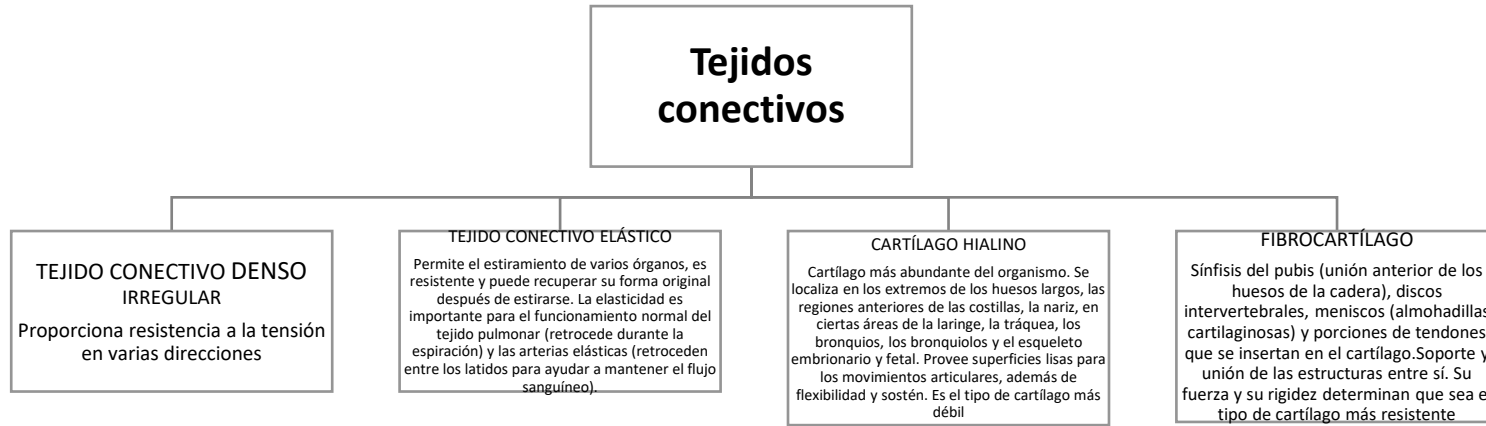 Tejidos
conectivos
TEJIDO CONECTIVO DENSO
IRREGULAR
Proporciona resistencia a la tensión
en varias direcciones
TEJIDO CONECTIVO ELÁSTICO
Permite el estiramiento de varios órganos, es
resistente y puede recuperar su forma original
después de estirarse. La elasticidad es
importante para el funcionamiento normal del
tejido pulmonar (retrocede durante la
espiración) y las arterias elásticas (retroceden
entre los latidos para ayudar a mantener el flujo
sanguíneo).
CARTÍLAGO HIALINO
Cartílago más abundante del organismo. Se
localiza en los extremos de los huesos largos, las
regiones anteriores de las costillas, la nariz, en
ciertas áreas de la laringe, la tráquea, los
bronquios, los bronquiolos y el esqueleto
embrionario y fetal. Provee superficies lisas para
los movimientos articulares, además de
flexibilidad y sostén. Es el tipo de cartílago más
débil
FIBROCARTÍLAGO
Sínfisis del pubis (unión anterior de los
huesos de la cadera), discos
intervertebrales, meniscos (almohadillas
cartilaginosas) y porciones de tendones
que se insertan en el cartílago.Soporte y
unión de las estructuras entre sí. Su
fuerza y su rigidez determinan que sea e
tipo de cartílago más resistente